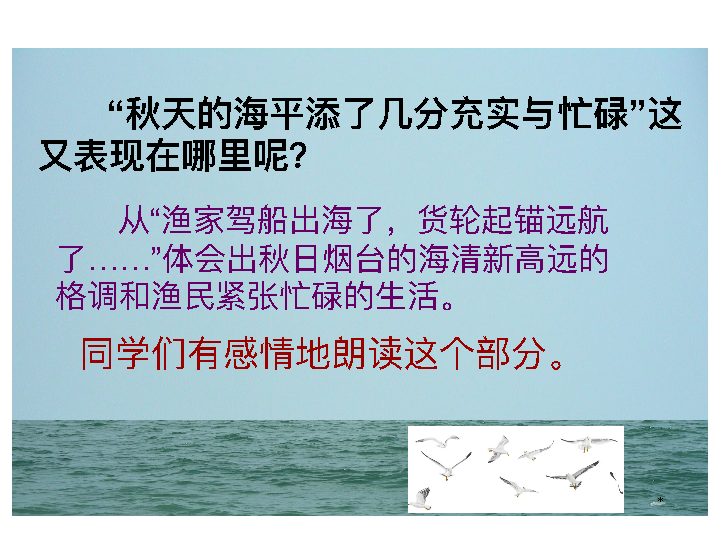 “秋天的海平添了几分充实与忙碌”这
又表现在哪里呢?
从“渔家驾船出海了，货轮起锚远航
了……”体会出秋日烟台的海清新高远的
格调和渔民紧张忙碌的生活。
同学们有感情地朗读这个部分。
*